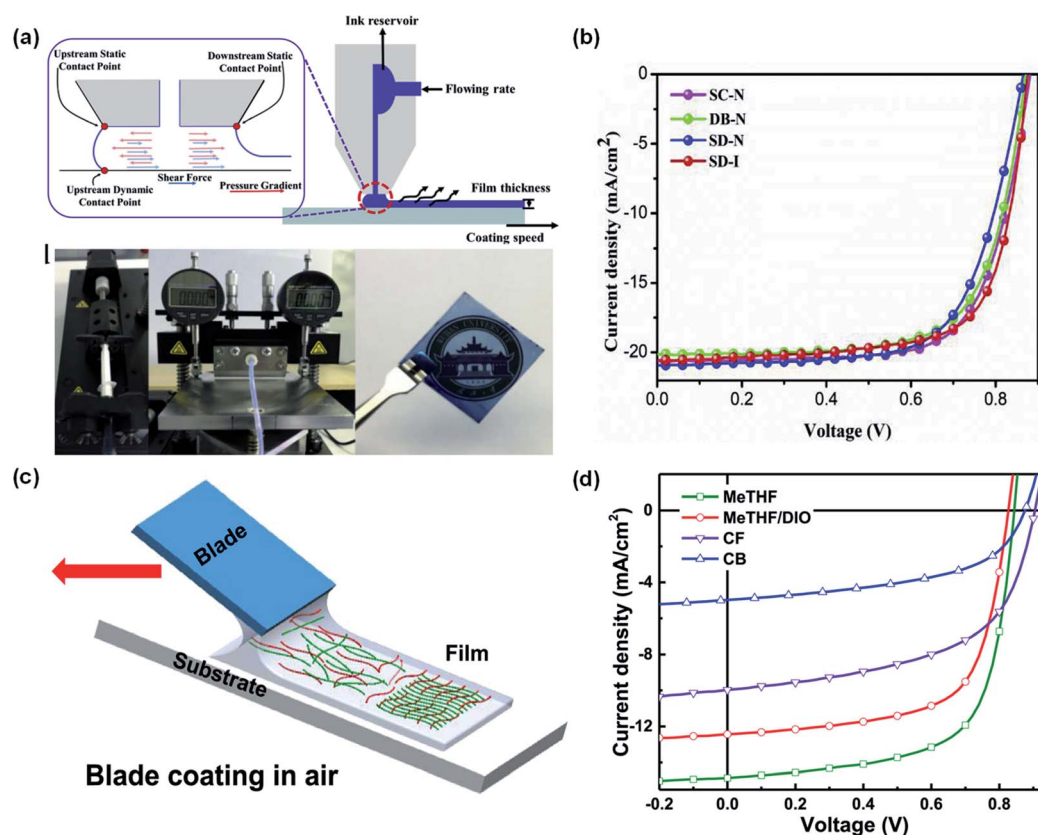 (a)
Ink reservoir
Upstream Static
Contact Point
Downstream Static
Contact Point
Flowing rate
Shear Force
Upstream Dynamic
Contact Point
Pressure Gradient
Film thickness
Coating speed
WUHAN UNIVERSITY
(b)
SC-N
DB-N
SD-N
SD-I
Current density (mA/cm²)
0
-5
-10
-15
-20
0.0 0.2 0.4 0.6 0.8
Voltage (V)
(c)
Blade
Substrate
Film
Blade coating in air
(d)
MeTHF
MeTHF/DIO
CF
CB
Current density (mA/cm²)
0
-4
-8
-12
-0.2 0.0 0.2 0.4 0.6 0.8
Voltage (V)